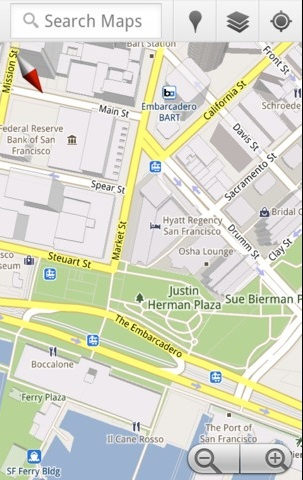 Search Maps
Mission St
Bart Station
Front St
Embarcadero
BART
California St
Schroede
Main St
Davis St
Federal Reserve
Bank of San
Francisco
Sacramento St
Spear St
Market St
Bridal G
Hyatt Regency
San Francisco
Drumm St
Clay St
Osha Lounge
Steuart St
sco
useum
Justin
Herman Plaza
Sue Bierman P
The Embarcadero
Boccalone
Ferry Plaza
Il Cane Rosso
The Port of
San Francisco
SF Ferry Bldg